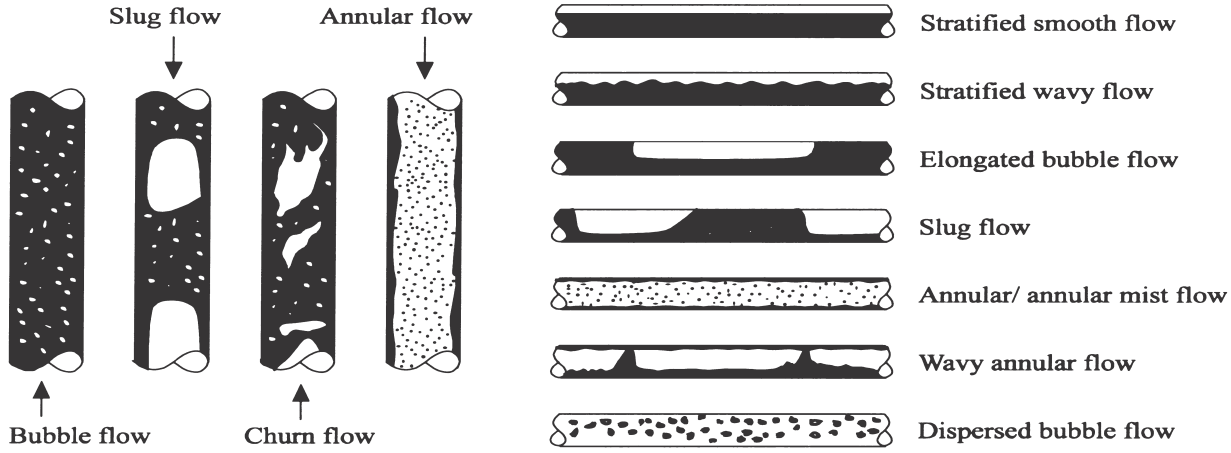 Slug flow
Annular flow
Bubble flow
Churn flow
Stratified smooth flow
Stratified wavy flow
Elongated bubble flow
Slug flow
Annular/ annular mist flow
Wavy annular flow
Dispersed bubble flow